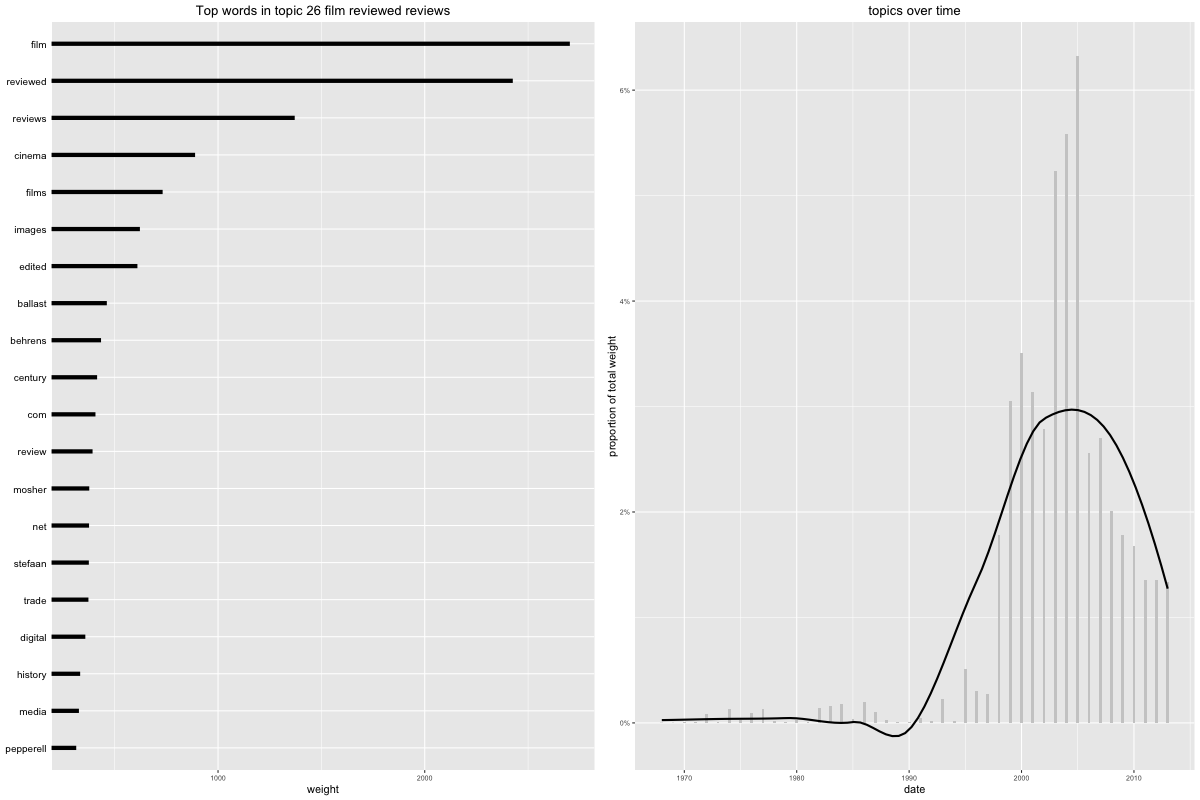 Top words in topic 26 film reviewed reviews
film
reviewed
reviews
cinema
films
images
edited
ballast
behrens
century
com
review
mosher
net
stefaan
trade
digital
history
media
pepperell
1000
2000
weight
topics over time
proportion of total weight
6%
4%
2%
0%
1970
1980
1990
2000
2010
date